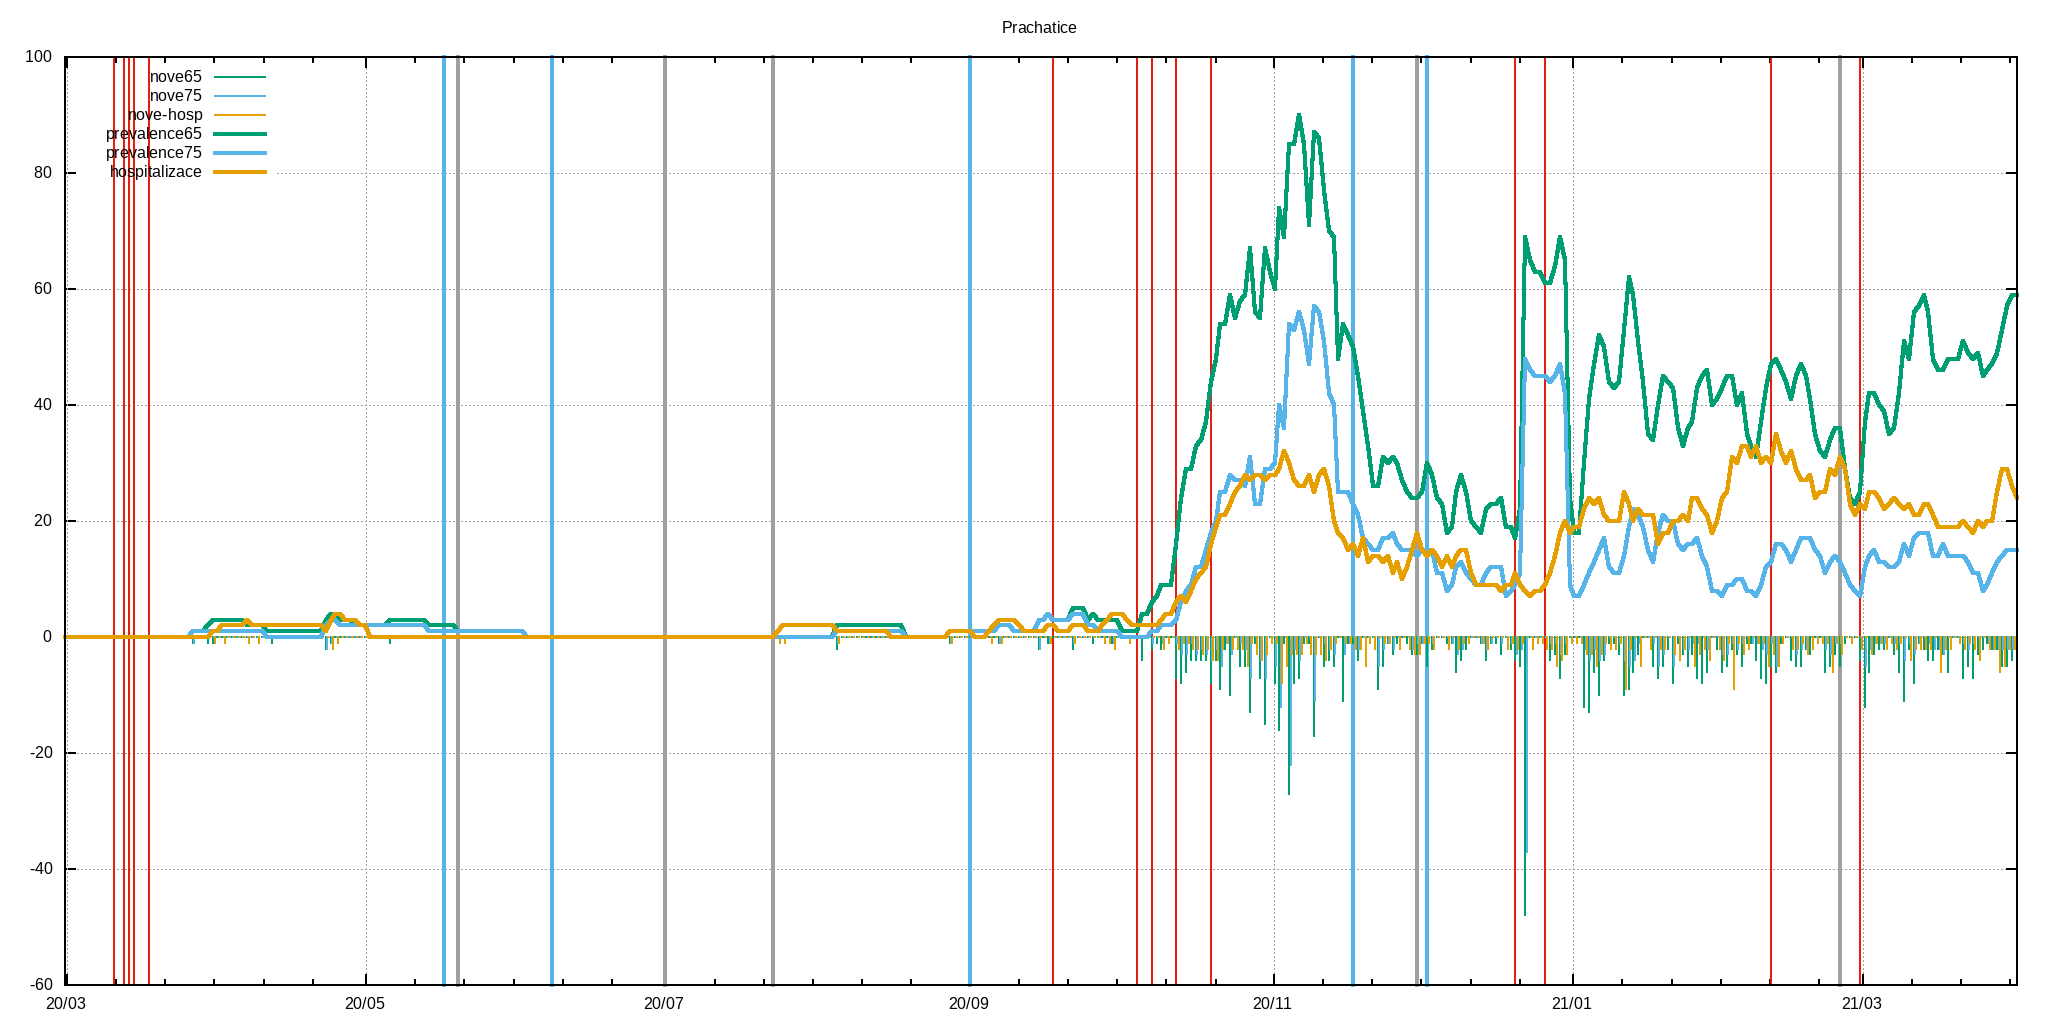 Prachatice
100
80
60
40
20
0
-20
-40
-60
nove65
nove75
nove-hosp
prevalence65
prevalence75
hospitalizace
20/03 20/05 20/07 20/09 20/11 21/01 21/03